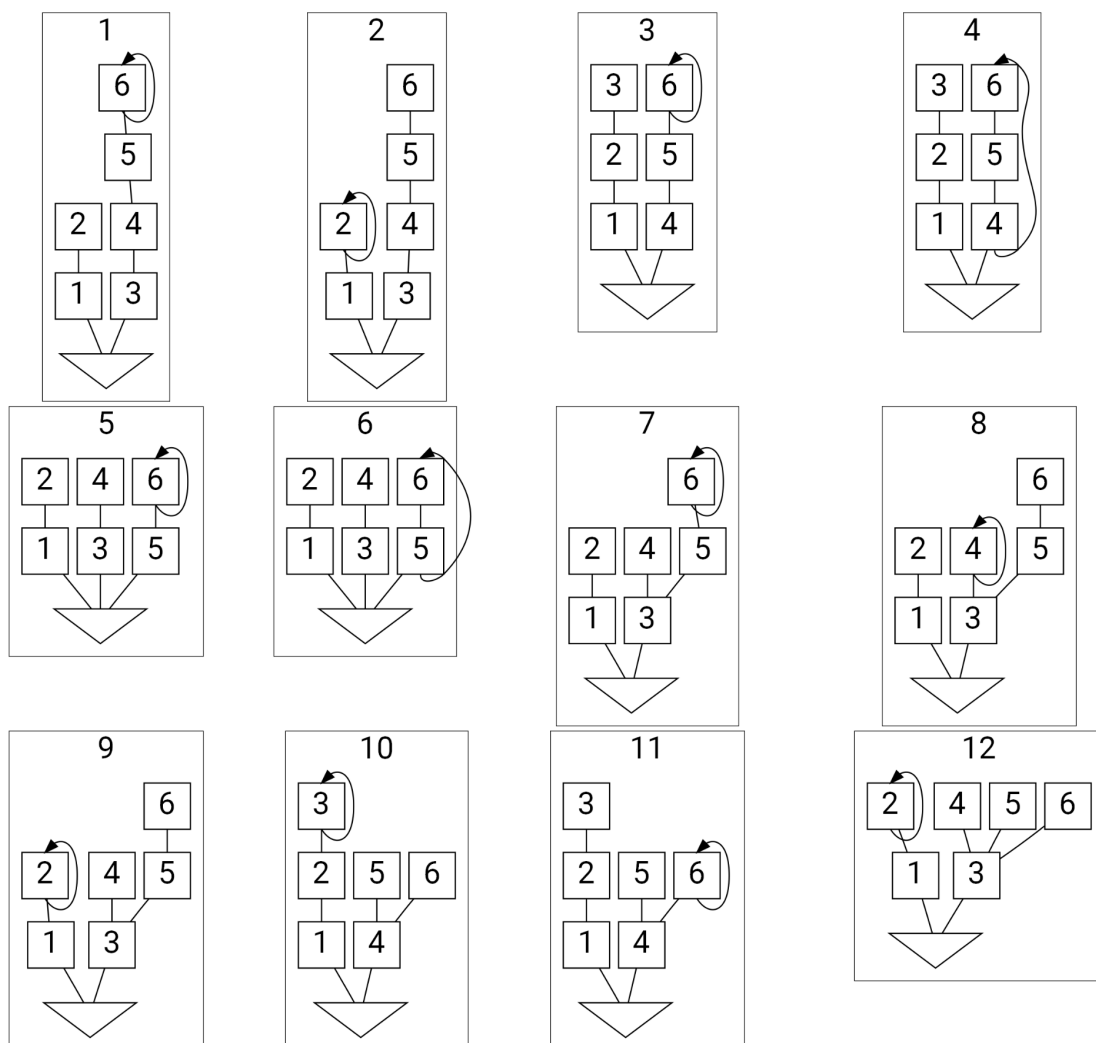 1 2 3 4
6 6 3 6 3 6
5 5 2 5 2 5
2 4 2 4 1 4 1 4
1 3 1 3
5 6 7 8
2 4 6 2 4 6 6 6
1 3 5 1 3 5 2 4 5 2 4 5
1 3 1 3
9 10 11 12
6 3 3 2 4 5 6
2 4 5 2 5 6 2 5 6 1 3
1 3 1 4 1 4